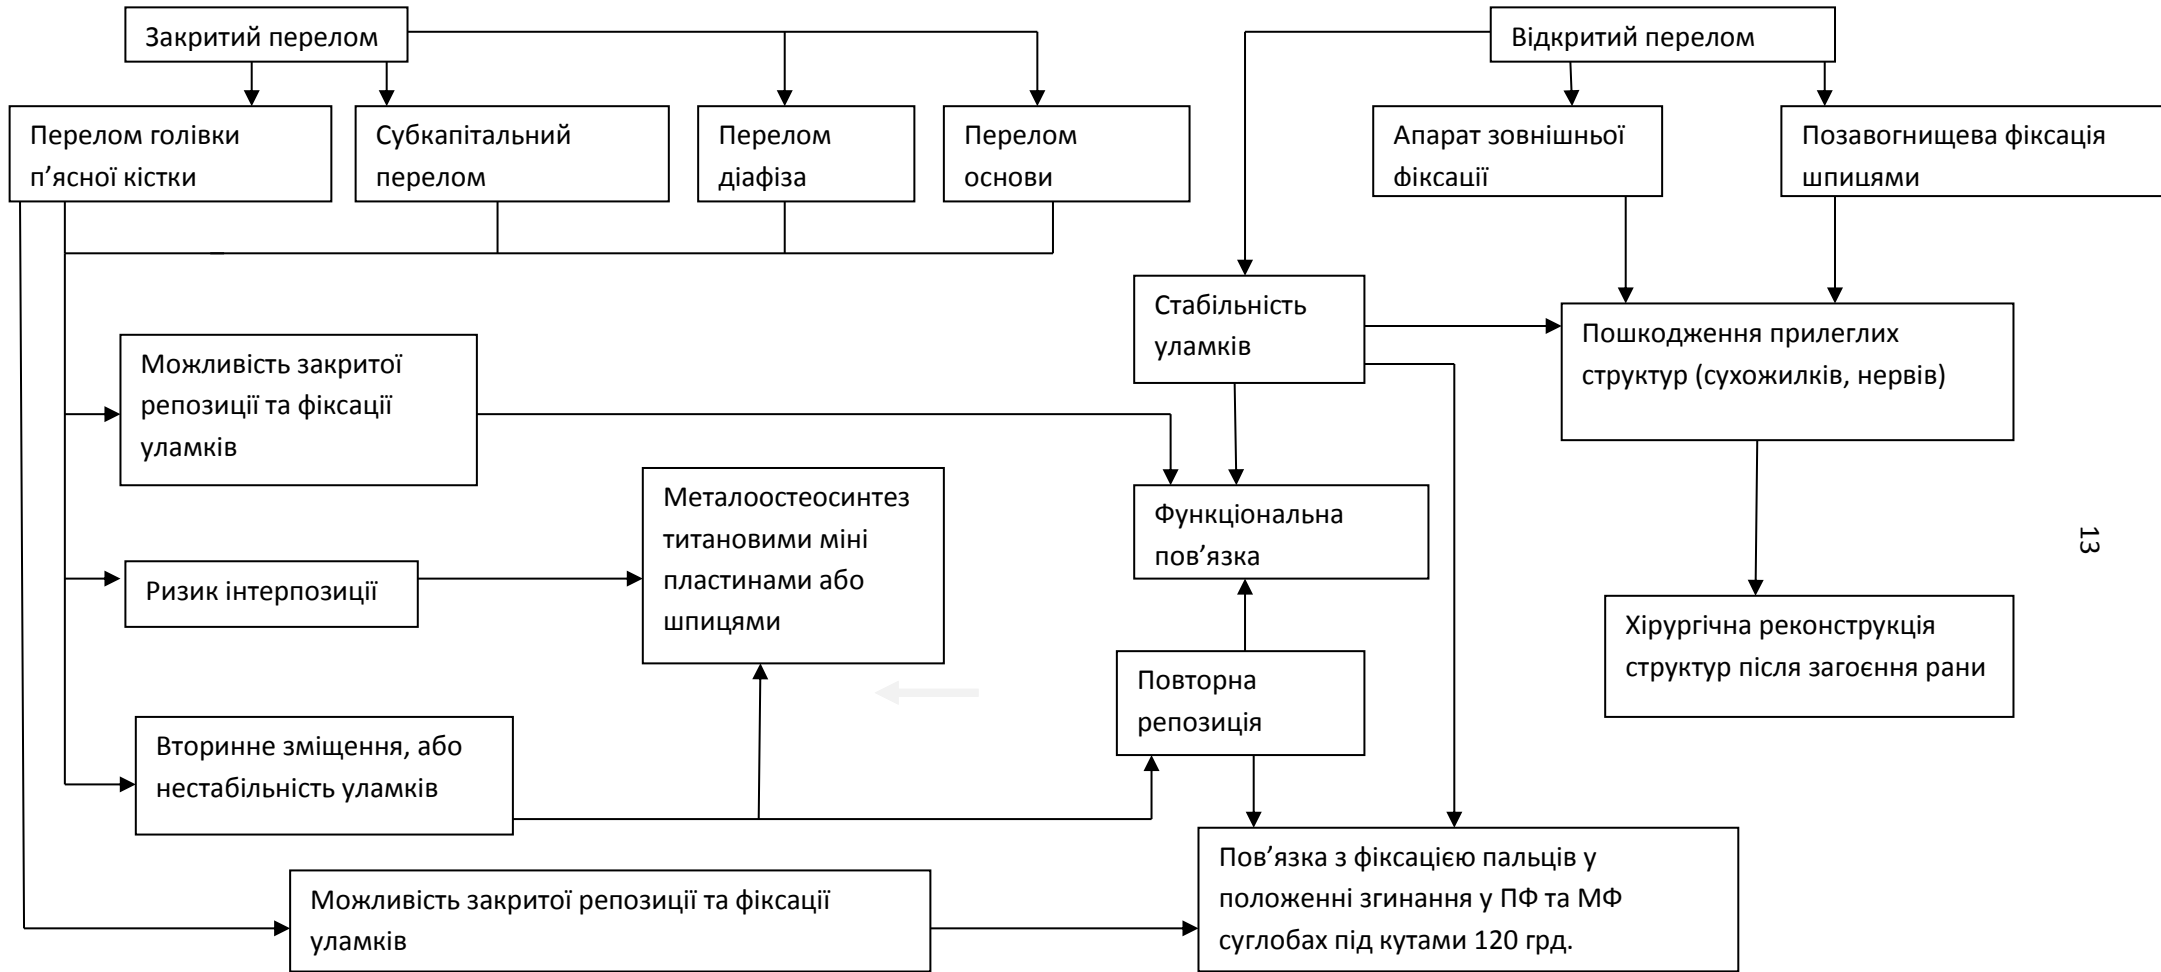 Закритий перелом
Відкритий перелом
Перелом голівки
п’ясної кістки
Субкапітальний
перелом
Перелом
діафіза
Перелом
основи
Апарат зовнішньої
фіксації
Позавогнищева фіксація
шпицями
Стабільність
уламків
Пошкодження прилеглих
структур (сухожилків, нервів)
Можливість закритої
репозиції та фіксації
уламків
Металоостеосинтез
титановими міні
пластинами або
шпицями
Функціональна
пов’язка
13
Ризик інтерпозиції
Хірургічна реконструкція
структур після загоєння рани
Повторна
репозиція
Вторинне зміщення, або
нестабільність уламків
Пов’язка з фіксацією пальців у
положенні згинання у ПФ та МФ
суглобах під кутами 120 грд.
Можливість закритої репозиції та фіксації
уламків